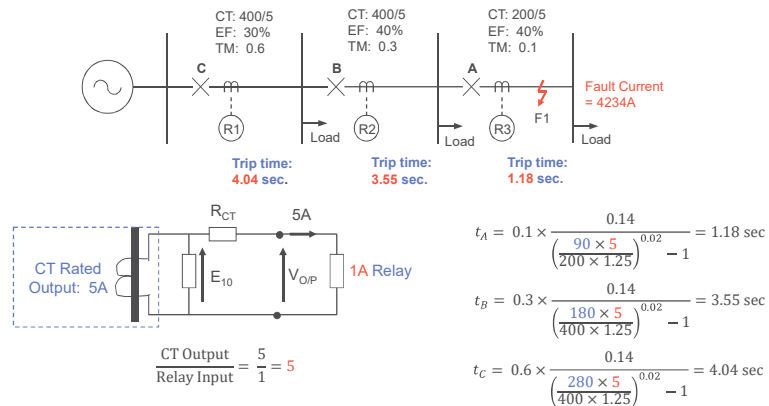 CT: 400/5
EF: 30%
TM: 0.6
CT: 400/5
EF: 40%
TM: 0.3
CT: 200/5
EF: 40%
TM: 0.1
C
B
A
Fault Current
= 4234A
R1
R2
R3
F1
Load
Load
Load
Trip time:
4.04 sec.
Trip time:
3.55 sec.
Trip time:
1.18 sec.
R_CT
5A
CT Rated
Output: 5A
E_10
V_O/P
1A Relay
CT Output / Relay Input = 5/1 = 5
t_A = 0.1 × 0.14 / ((90 × 5 / 200 × 1.25)^0.02 − 1) = 1.18 sec
t_B = 0.3 × 0.14 / ((180 × 5 / 400 × 1.25)^0.02 − 1) = 3.55 sec
t_C = 0.6 × 0.14 / ((280 × 5 / 400 × 1.25)^0.02 − 1) = 4.04 sec